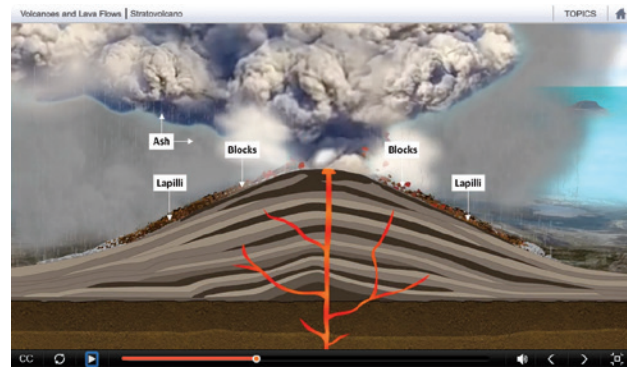 Volcanoes and Lava Flows | Stratovolcano TOPICS
Ash
Blocks
Blocks
Lapilli
Lapilli
CC